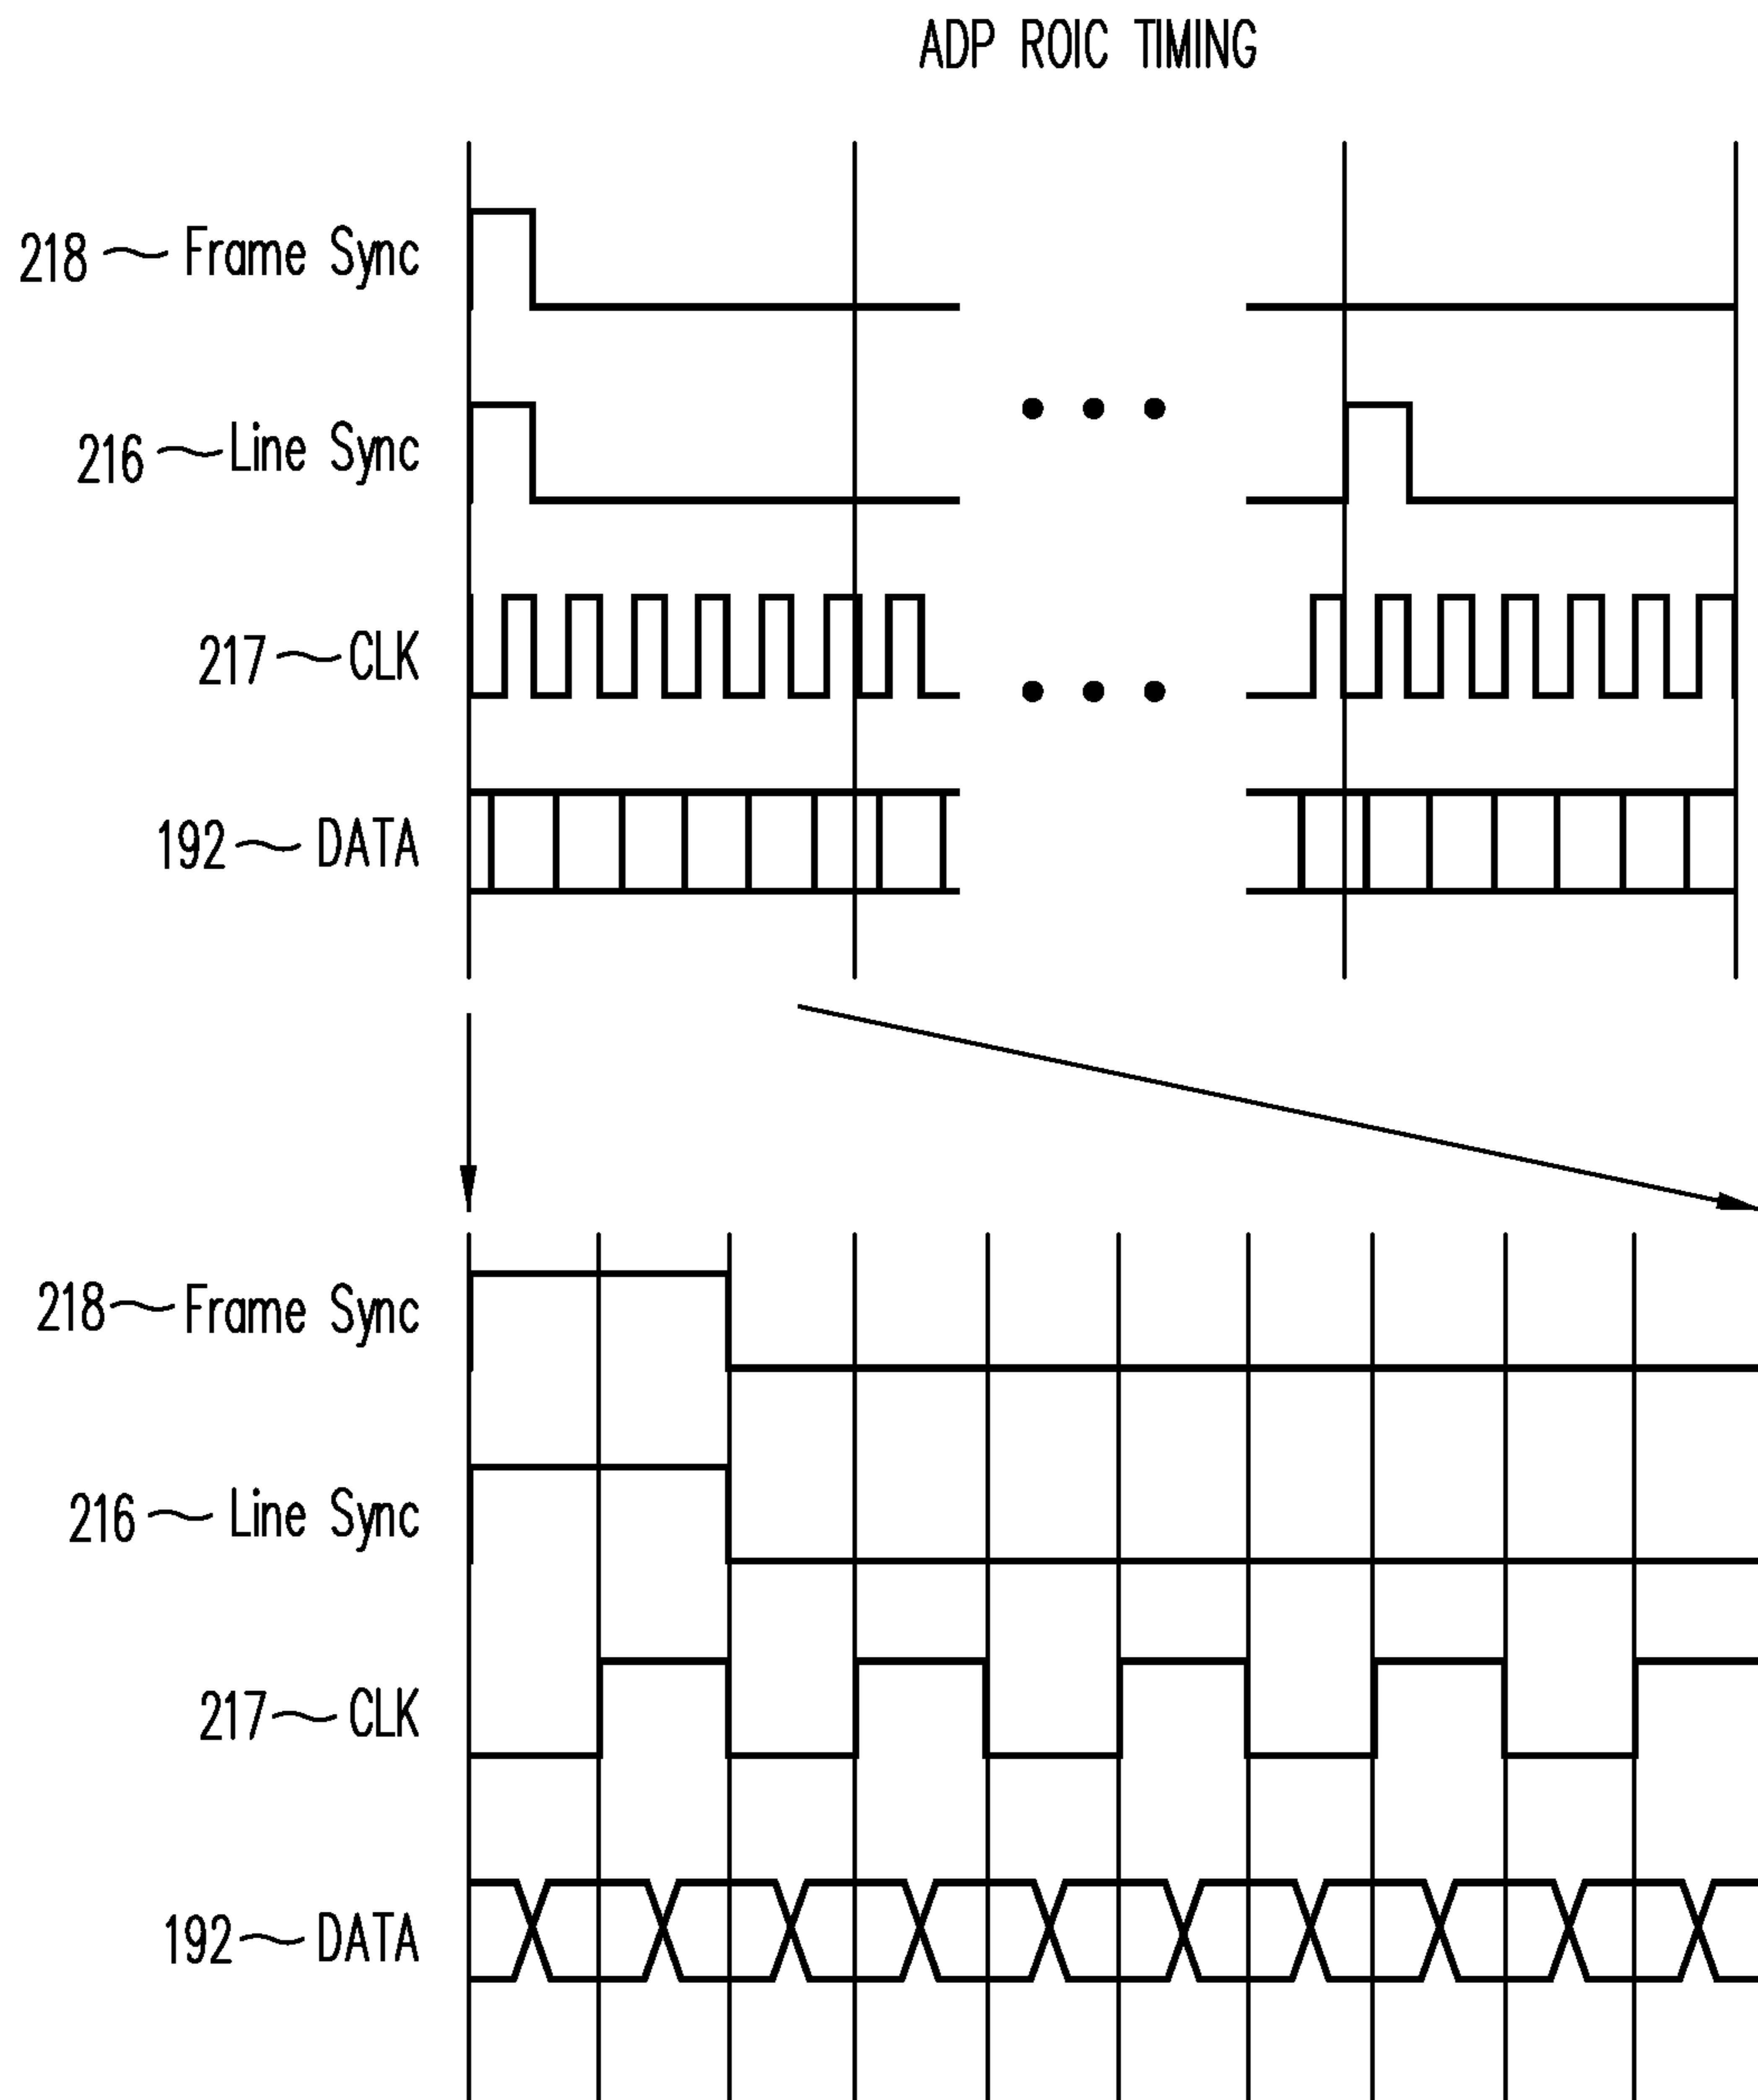 ADP ROIC TIMING
218 Frame Sync
216 Line Sync
217 CLK
192 DATA
218 Frame Sync
216 Line Sync
217 CLK
192 DATA